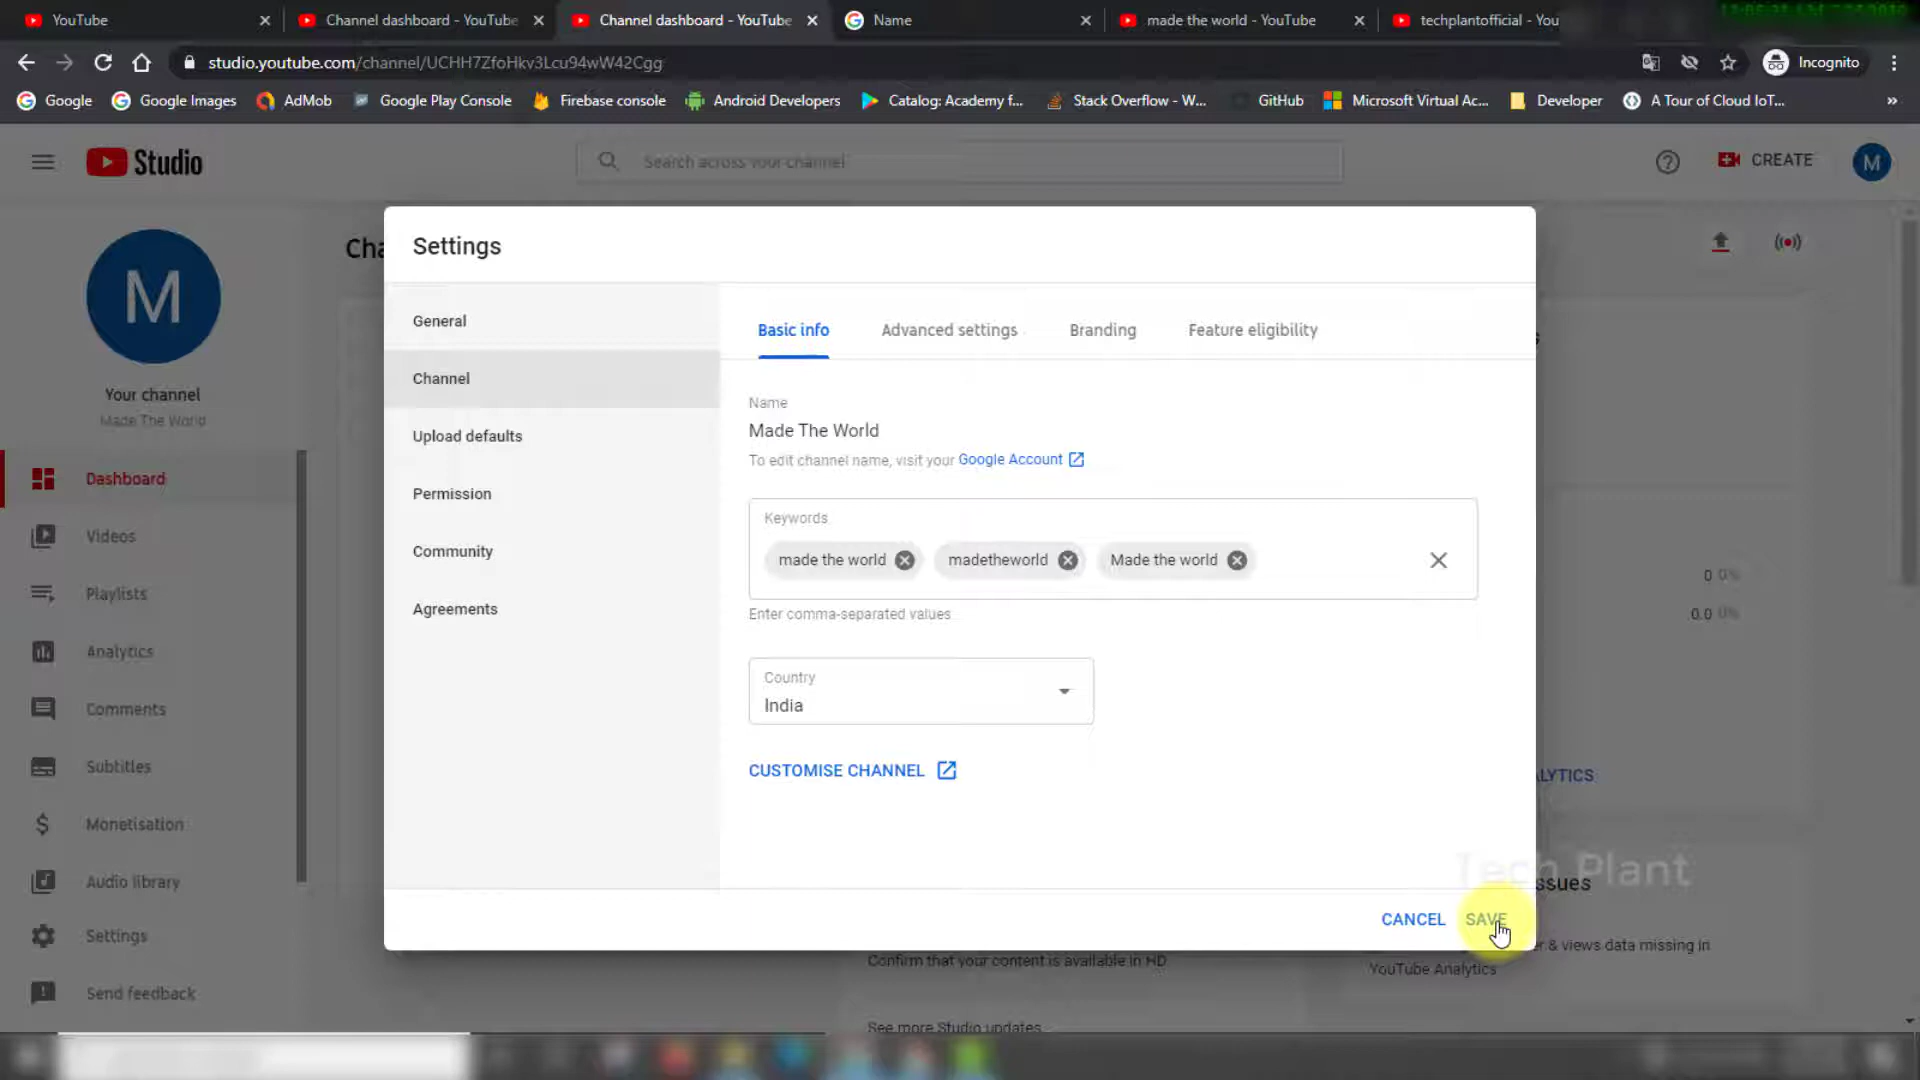 YouTube
Channel dashboard - YouTube
Channel dashboard - YouTube
Name
made the world - YouTube
techplantofficial - You
studio.youtube.com/channel/UCHH7ZfoHkv3Lcu94wW42Cgg
Incognito
Google
Google Images
AdMob
Google Play Console
Firebase console
Android Developers
Catalog: Academy f...
Stack Overflow - W...
GitHub
Microsoft Virtual Ac...
Developer
A Tour of Cloud IoT...
»
Studio
Search across your channel
CREATE
M
M
Cha
Your channel
Made The World
Dashboard
Videos
Playlists
Analytics
Comments
Subtitles
Monetisation
Audio library
Settings
Send feedback
Settings
General
Channel
Upload defaults
Permission
Community
Agreements
Basic info
Advanced settings
Branding
Feature eligibility
Name
Made The World
To edit channel name, visit your Google Account
Keywords
made the world
madetheworld
Made the world
Enter comma-separated values
Country
India
CUSTOMISE CHANNEL
CANCEL
SAVE
0 0%
0.0 0%
LYTICS
Tech Plant
ssues
r & views data missing in
YouTube Analytics
Confirm that your content is available in HD
See more Studio updates